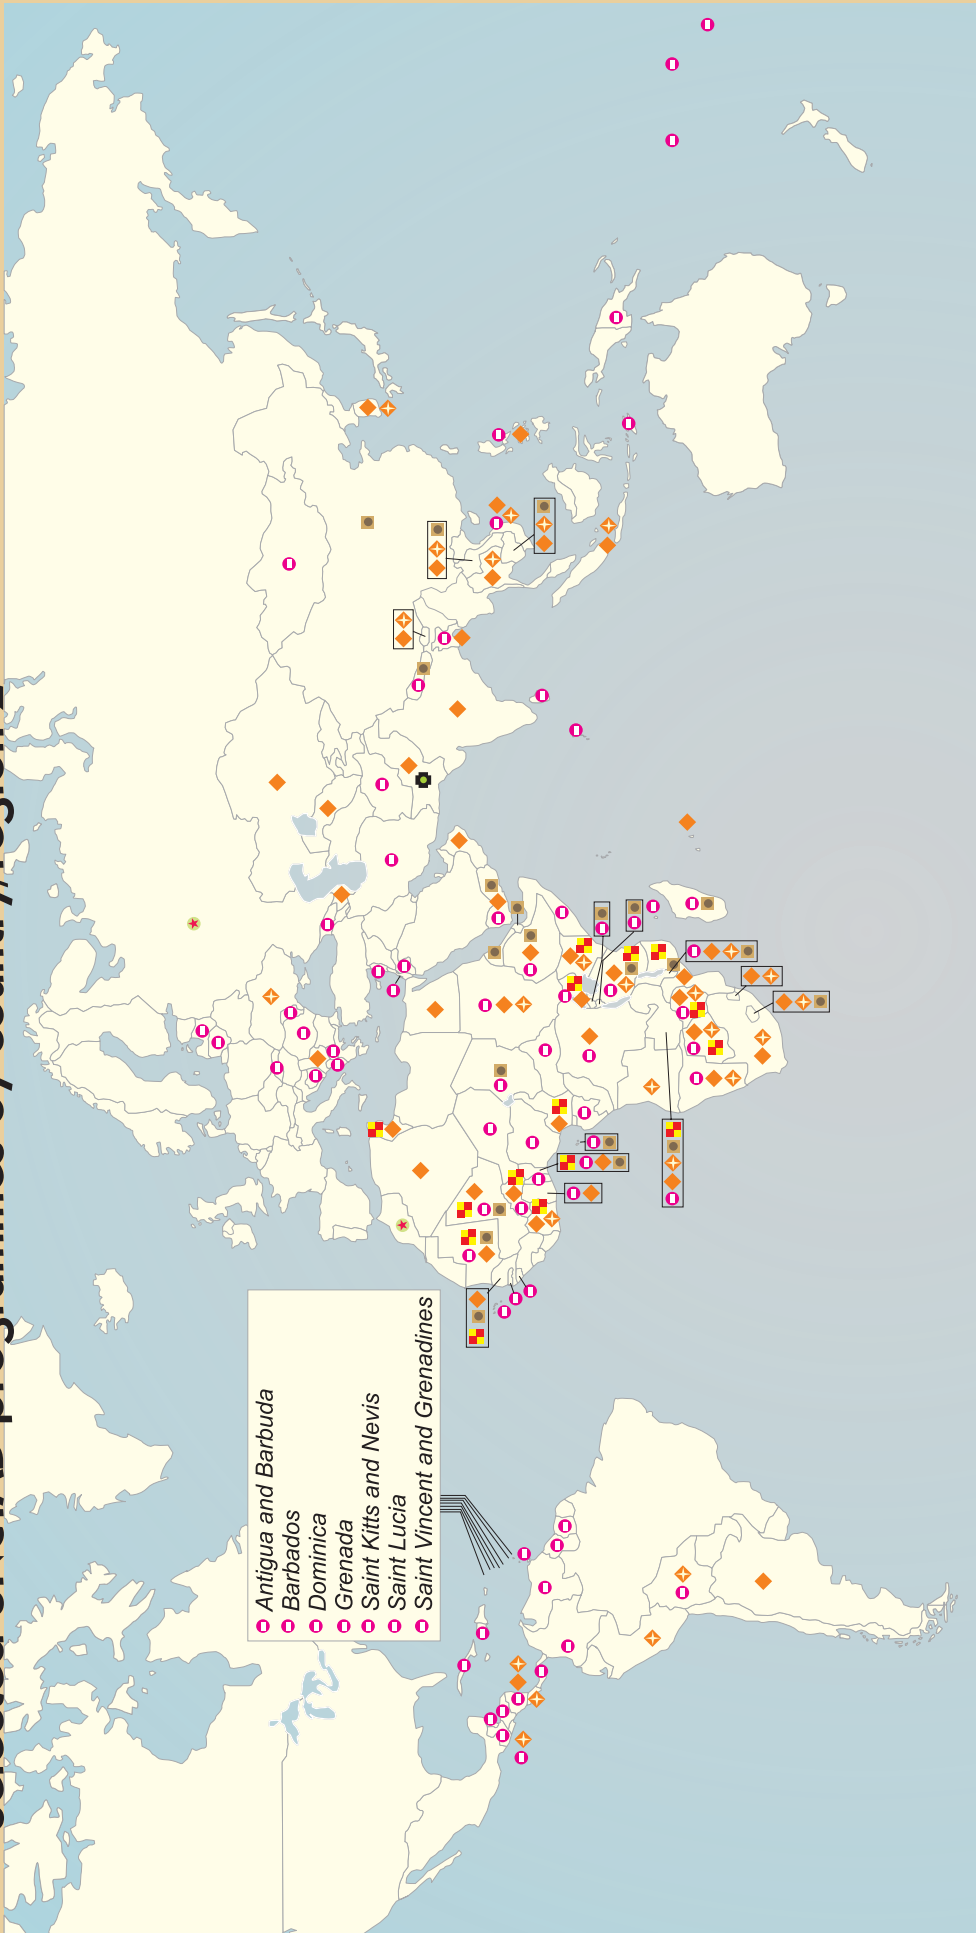 Antigua and Barbuda
Barbados
Dominica
Grenada
Saint Kitts and Nevis
Saint Lucia
Saint Vincent and Grenadines